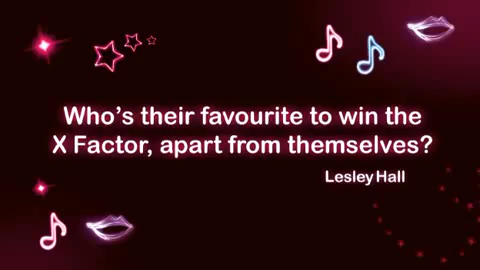 Who's their favourite to win the
X Factor, apart from themselves?
Lesley Hall